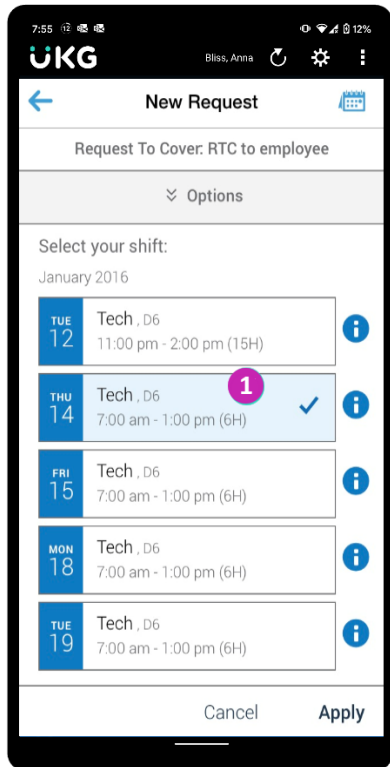 7:55 12 12%
UKG Bliss, Anna
New Request
Request To Cover: RTC to employee
Options
Select your shift:
January 2016
TUE
12
Tech , D6
11:00 pm - 2:00 pm (15H)
THU
14
Tech , D6
7:00 am - 1:00 pm (6H)
1
FRI
15
Tech , D6
7:00 am - 1:00 pm (6H)
MON
18
Tech , D6
7:00 am - 1:00 pm (6H)
TUE
19
Tech , D6
7:00 am - 1:00 pm (6H)
Cancel Apply